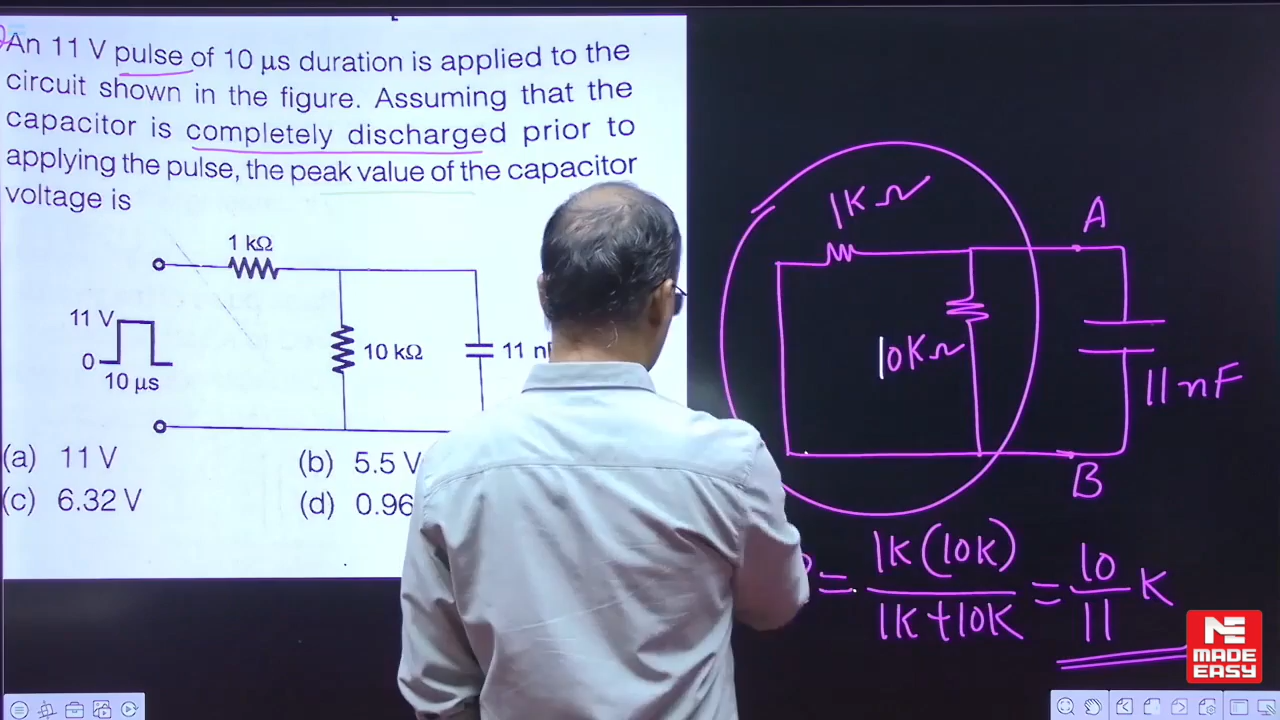 An 11 V pulse of 10 μs duration is applied to the
circuit shown in the figure. Assuming that the
capacitor is completely discharged prior to
applying the pulse, the peak value of the capacitor
voltage is
1 kΩ
11 V
0
10 μs
10 kΩ
11 n
(a) 11 V
(b) 5.5 V
(c) 6.32 V
(d) 0.96
1K Ω
A
10K Ω
11 nF
B
= 1K(10K) / 1K+10K = 10/11 K
MADE
EASY